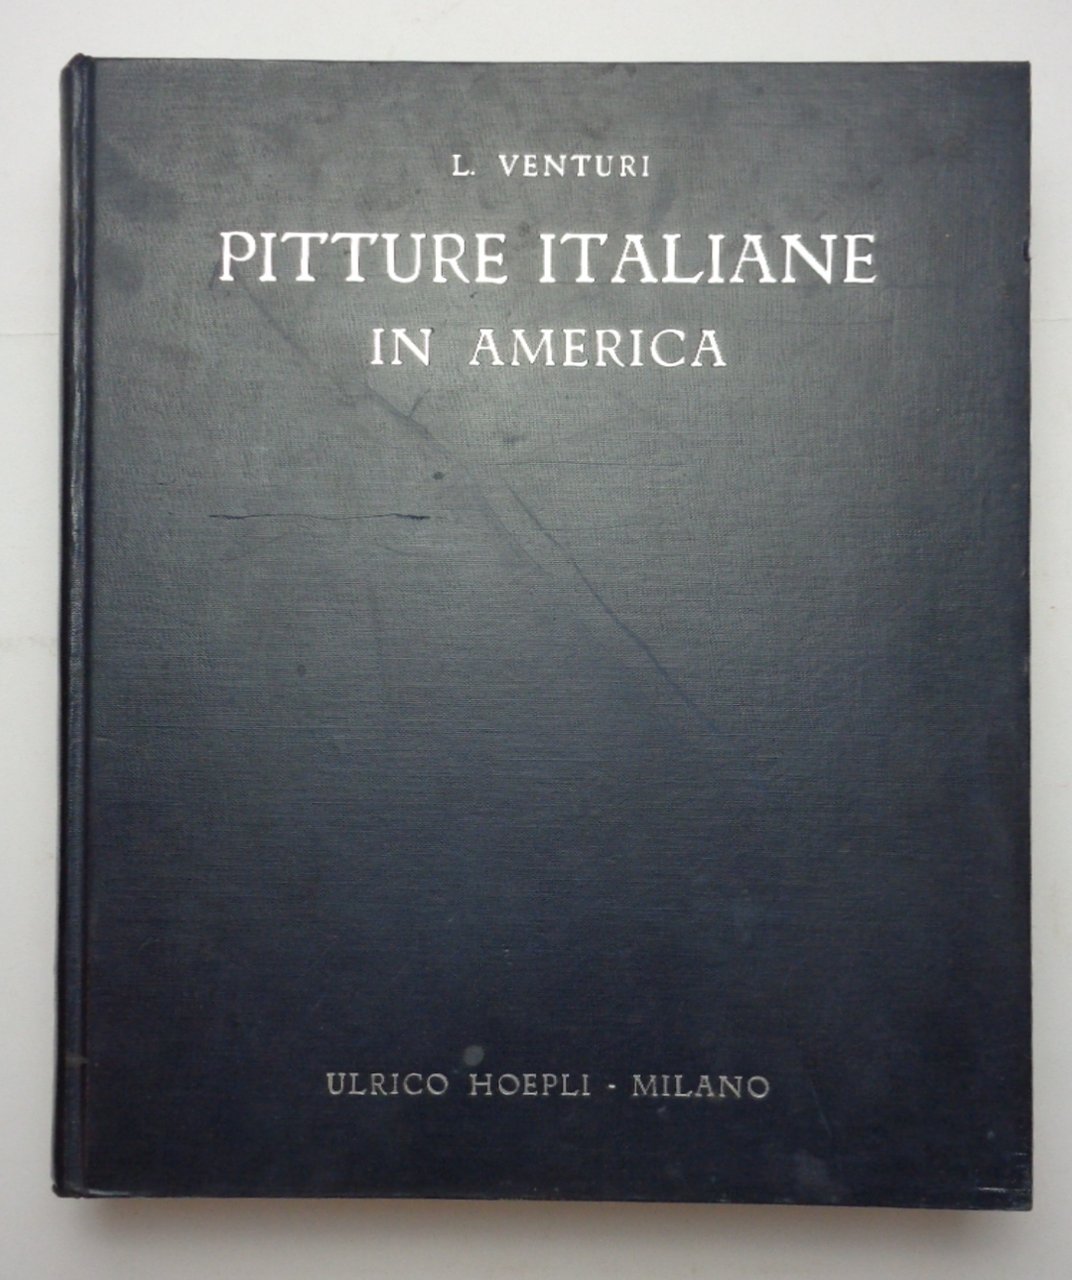 L. VENTURI
PITTURE ITALIANE
IN AMERICA
ULRICO HOEPLI - MILANO